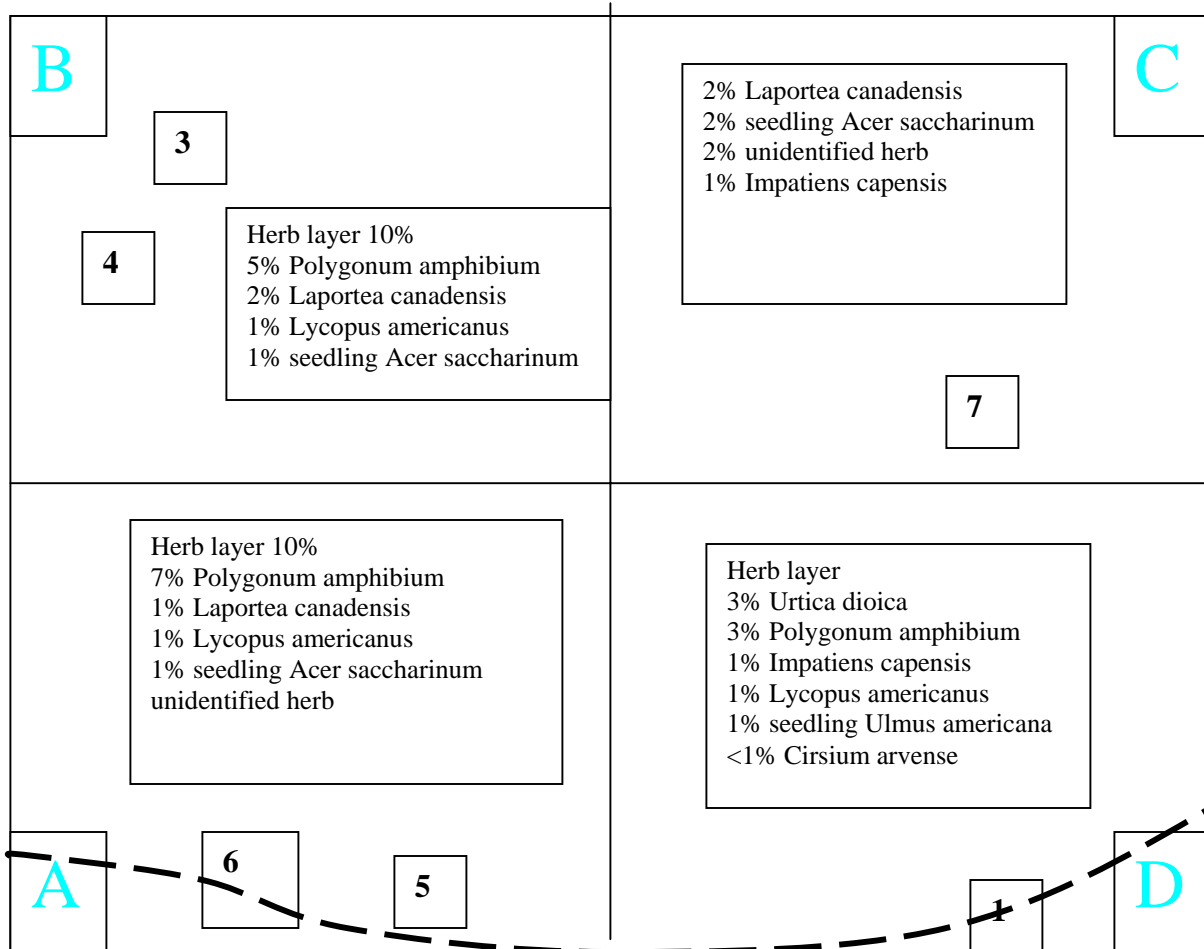 B
C
3
2% Laportea canadensis
2% seedling Acer saccharinum
2% unidentified herb
1% Impatiens capensis
4
Herb layer 10%
5% Polygonum amphibium
2% Laportea canadensis
1% Lycopus americanus
1% seedling Acer saccharinum
7
Herb layer 10%
7% Polygonum amphibium
1% Laportea canadensis
1% Lycopus americanus
1% seedling Acer saccharinum
unidentified herb
Herb layer
3% Urtica dioica
3% Polygonum amphibium
1% Impatiens capensis
1% Lycopus americanus
1% seedling Ulmus americana
<1% Cirsium arvense
A
6
5
1
D